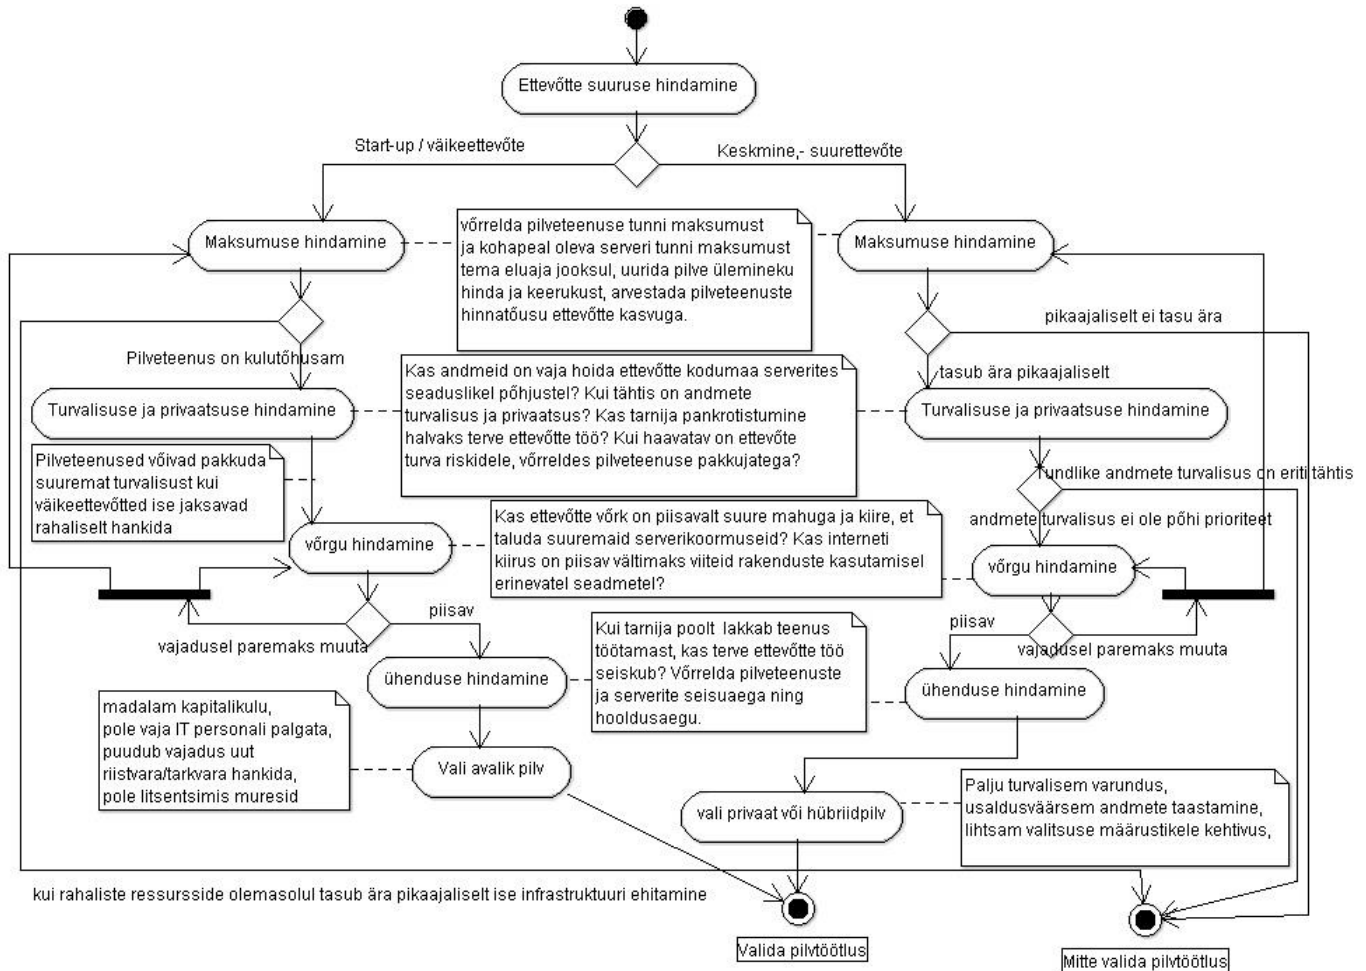 Ettevõtte suuruse hindamine
Start-up / väikeettevõte
Keskmine,- suurettevõte
Maksumuse hindamine
võrrelda pilveteenuse tunni maksumust
ja kohapeal oleva serveri tunni maksumust
tema eluaja jooksul, uurida pilve ülemineku
hinda ja keerukust, arvestada pilveteenuste
hinnatõusu ettevõtte kasvuga.
Maksumuse hindamine
pikaajaliselt ei tasu ära
Pilveteenus on kulutõhusam
tasub ära pikaajaliselt
Turvalisuse ja privaatsuse hindamine
Kas andmeid on vaja hoida ettevõtte kodumaa serverites
seaduslikel põhjustel? Kui tähtis on andmete
turvalisus ja privaatsus? Kas tarnija pankrotistumine
halvaks terve ettevõtte töö? Kui haavatav on ettevõte
turva riskidele, võrreldes pilveteenuse pakkujatega?
Turvalisuse ja privaatsuse hindamine
Pilveteenused võivad pakkuda
suuremat turvalisust kui
väikeettevõtted ise jaksavad
rahaliselt hankida
Tundlike andmete turvalisus on eriti tähtis
andmete turvalisus ei ole põhi prioriteet
võrgu hindamine
Kas ettevõtte võrk on piisavalt suure mahuga ja kiire, et
taluda suuremaid serverikoormuseid? Kas interneti
kiirus on piisav vältimaks viiteid rakenduste kasutamisel
erinevatel seadmetel?
võrgu hindamine
piisav
vajadusel paremaks muuta
piisav
vajadusel paremaks muuta
ühenduse hindamine
Kui tarnija poolt lakkab teenus
töötamast, kas terve ettevõtte töö
seiskub? Võrrelda pilveteenuste
ja serverite seisuaega ning
hooldusaegu.
ühenduse hindamine
madalam kapitalikulu,
pole vaja IT personali palgata,
puudub vajadus uut
riistvara/tarkvara hankida,
pole litsentsimis muresid
Vali avalik pilv
vali privaat või hübriidpilv
Palju turvalisem varundus,
usaldusväärsem andmete taastamine,
lihtsam valitsuse määrustikele kehtivus,
kui rahaliste ressursside olemasolul tasub ära pikaajaliselt ise infrastruktuuri ehitamine
Valida pilvtöötlus
Mitte valida pilvtöötlus